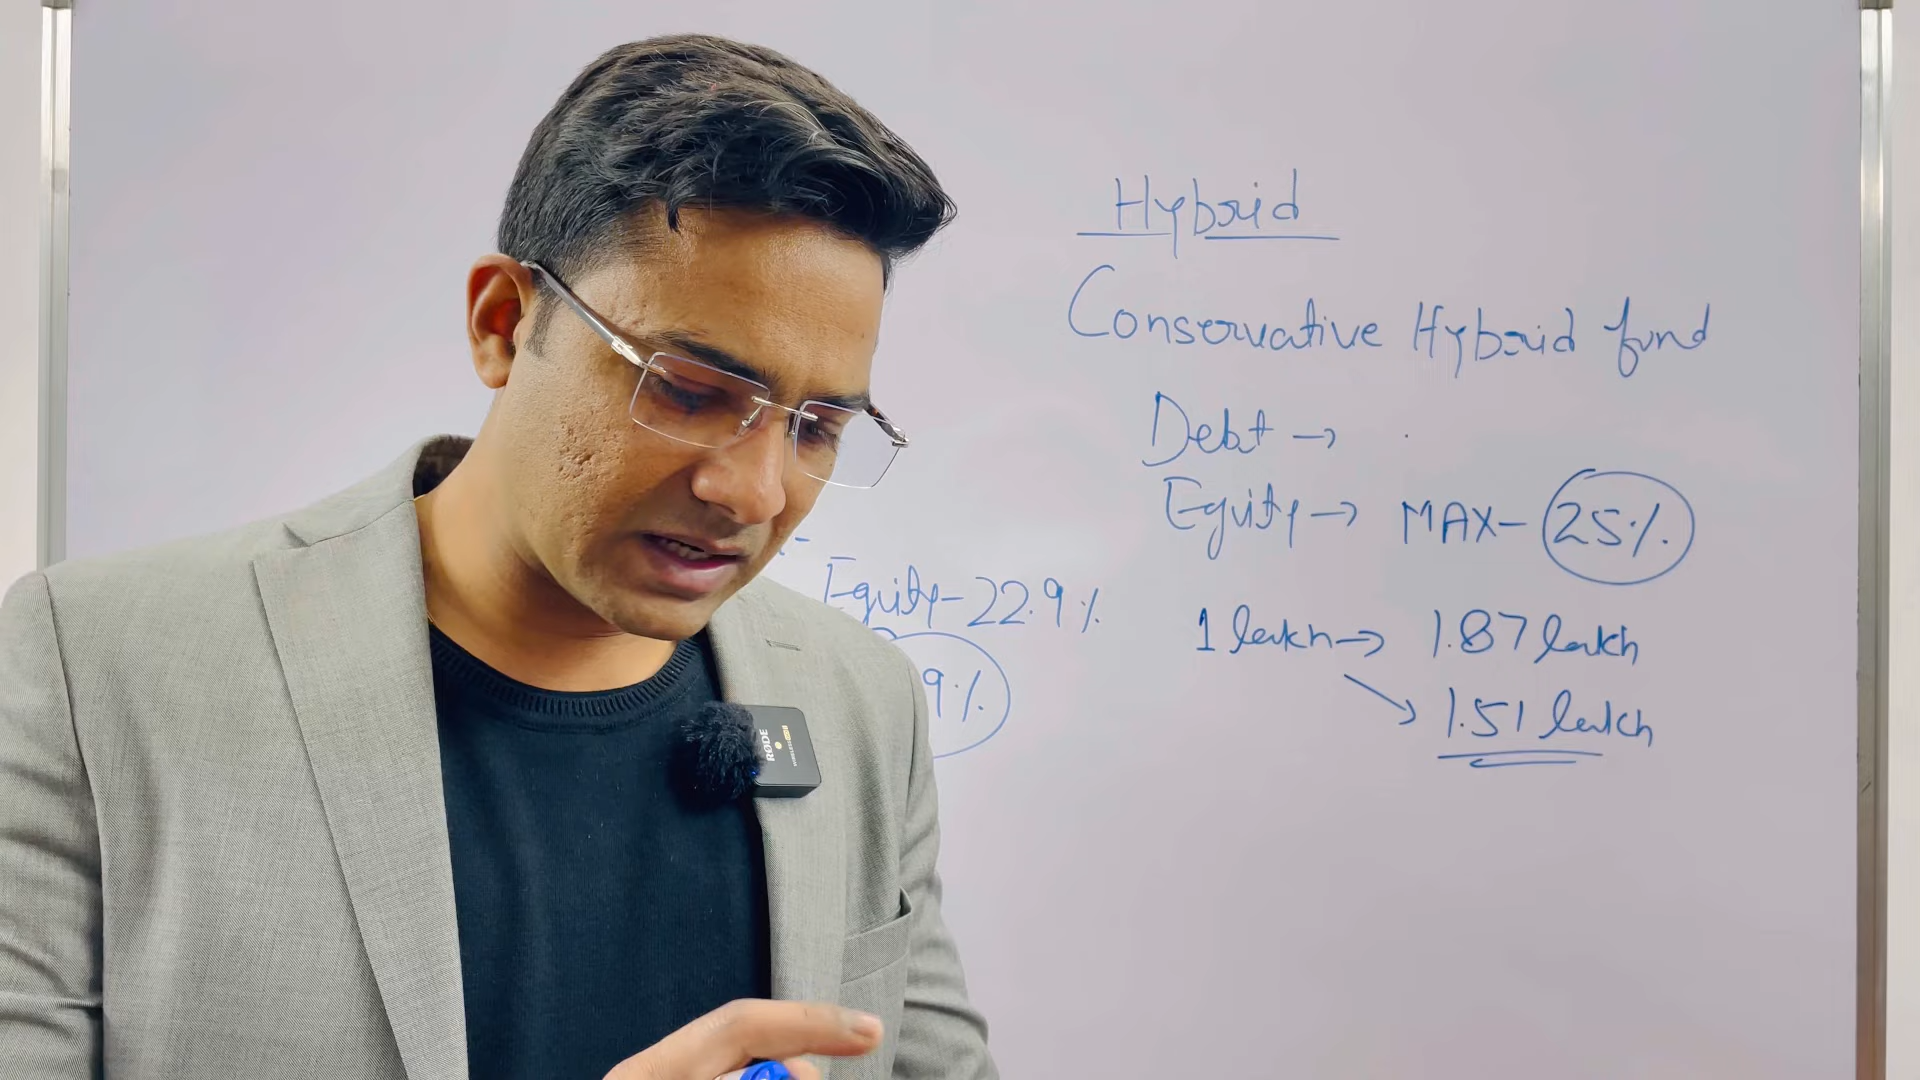 Hybrid
Conservative Hybrid fund
Debt →
Equity → MAX - 25%
Equity - 22.9%
9%
1 lakh → 1.87 lakh
→ 1.51 lakh
RØDE